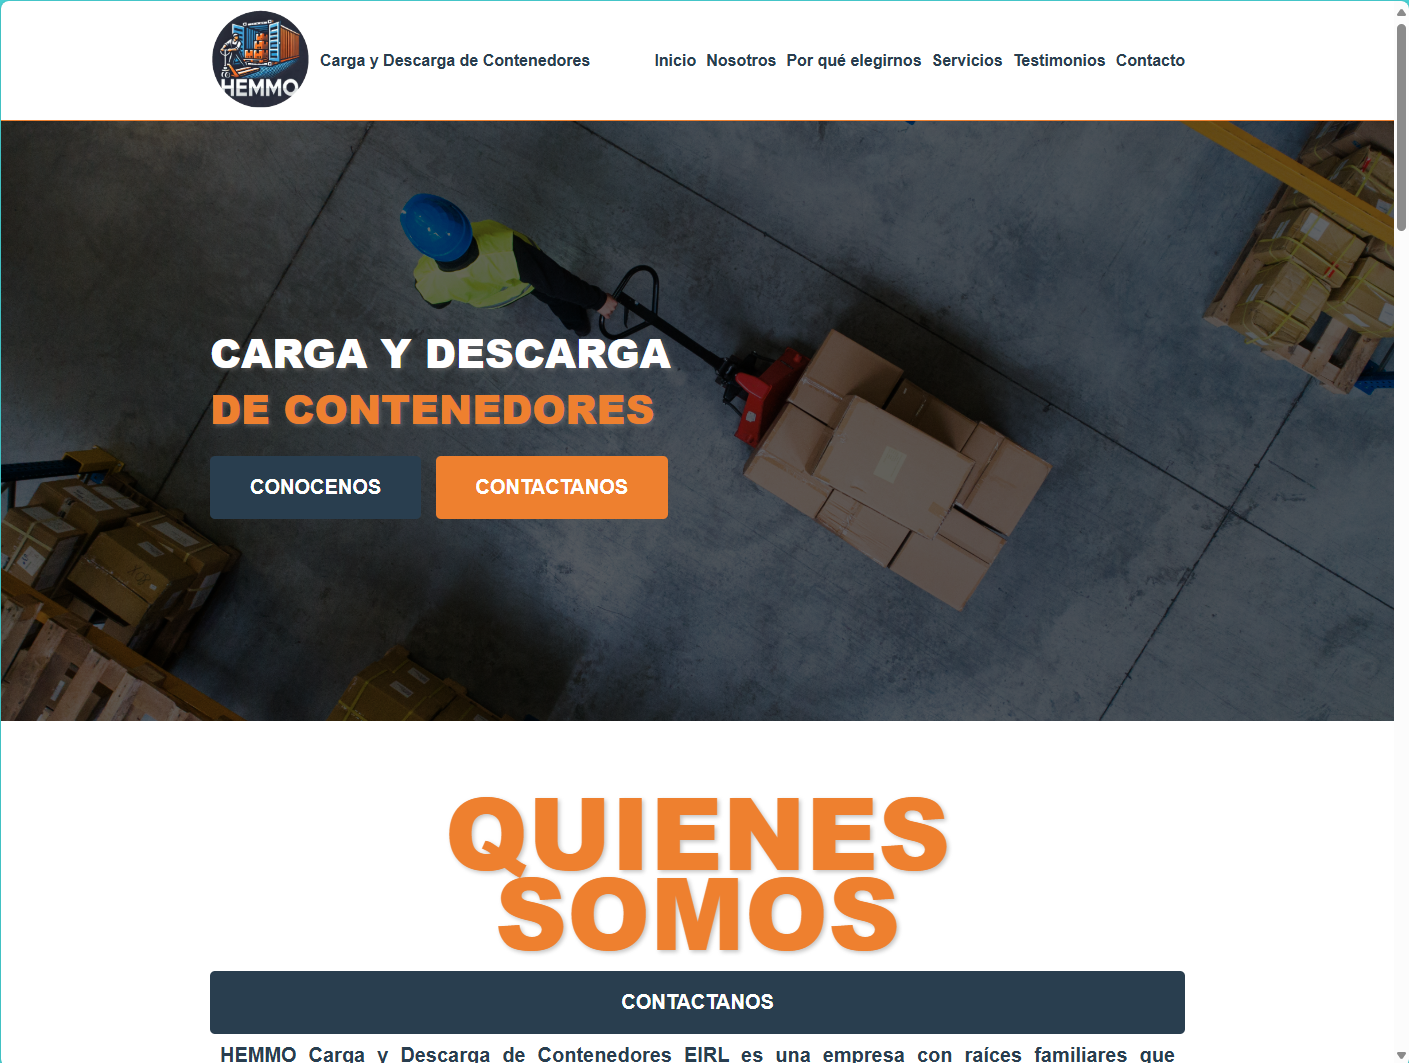 HEMMO
Carga y Descarga de Contenedores
Inicio Nosotros Por qué elegirnos Servicios Testimonios Contacto
CARGA Y DESCARGA
DE CONTENEDORES
CONOCENOS CONTACTANOS
QUIENES
SOMOS
CONTACTANOS
HEMMO Carga y Descarga de Contenedores EIRL es una empresa con raíces familiares que